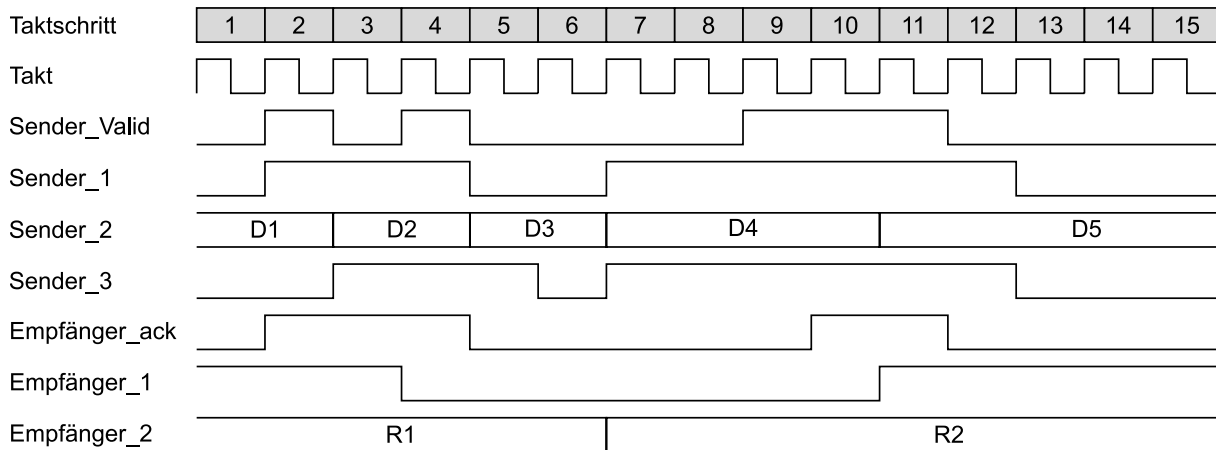 Taktschritt 1 2 3 4 5 6 7 8 9 10 11 12 13 14 15
Takt
Sender_Valid
Sender_1
Sender_2 D1 D2 D3 D4 D5
Sender_3
Empfänger_ack
Empfänger_1
Empfänger_2 R1 R2